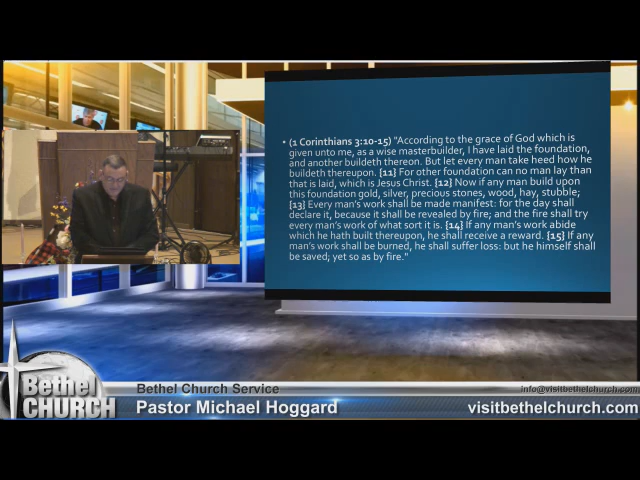 • (1 Corinthians 3:10-15) "According to the grace of God which is
given unto me, as a wise masterbuilder, I have laid the foundation,
and another buildeth thereon. But let every man take heed how he
buildeth thereupon. {11} For other foundation can no man lay than
that is laid, which is Jesus Christ. {12} Now if any man build upon
this foundation gold, silver, precious stones, wood, hay, stubble;
{13} Every man's work shall be made manifest: for the day shall
declare it, because it shall be revealed by fire; and the fire shall try
every man's work of what sort it is. {14} If any man's work abide
which he hath built thereupon, he shall receive a reward. {15} If any
man's work shall be burned, he shall suffer loss: but he himself shall
be saved; yet so as by fire."
Bethel
CHURCH
Bethel Church Service
info@visitbethelchurch.com
Pastor Michael Hoggard
visitbethelchurch.com